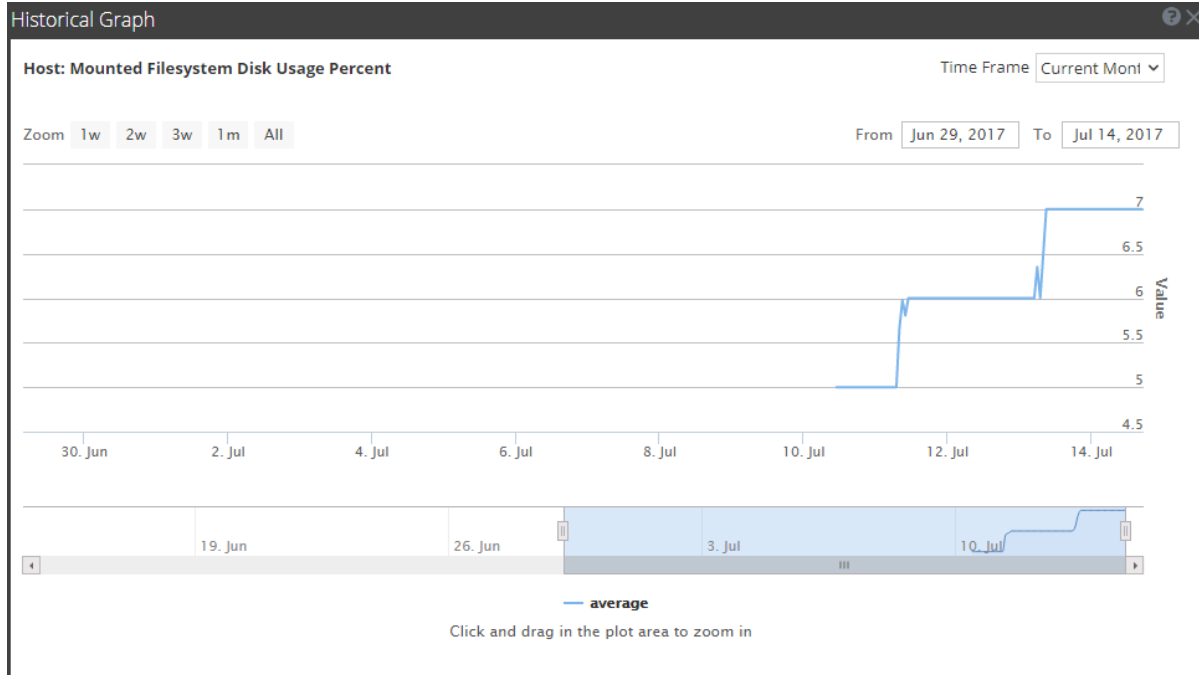 Historical Graph
Host: Mounted Filesystem Disk Usage Percent
Time Frame Current Mont
Zoom 1w 2w 3w 1m All
From Jun 29, 2017 To Jul 14, 2017
7
6.5
6
5.5
5
4.5
Value
30. Jun 2. Jul 4. Jul 6. Jul 8. Jul 10. Jul 12. Jul 14. Jul
19. Jun 26. Jun 3. Jul 10. Jul
average
Click and drag in the plot area to zoom in